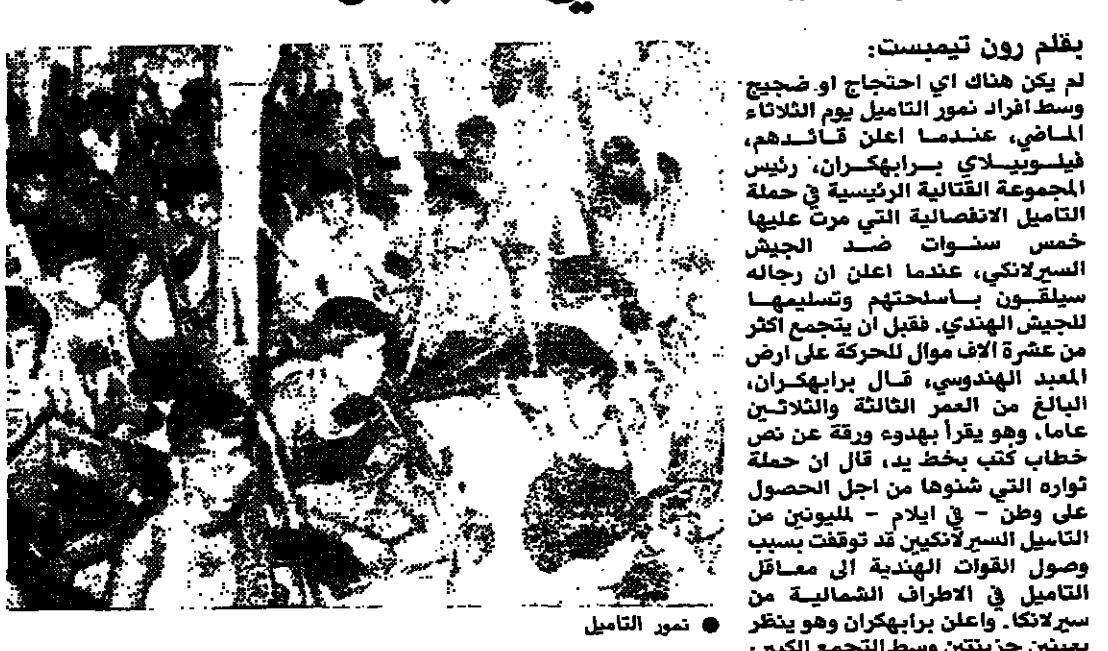 بقلم رون تيمبست:
لم يكن هناك اي احتجاج او ضجيج
وسط افراد نمور التاميل يوم الثلاثاء
الماضي، عندما اعلن قائدهم،
فيلوبيلاي برابهكران، رئيس
المجموعة القتالية الرئيسية في حملة
التاميل الانفصالية التي مرت عليها
خمس سنوات ضد الجيش
السيرلانكي، عندما اعلن ان رجاله
سيلقون باسلحتهم وتسليمها
للجيش الهندي. فقبل ان يتجمع اكثر
من عشرة الاف موال للحركة على ارض
المعبد الهندوسي، قال برابهكران،
البالغ من العمر الثالثة والثلاثين
عاما، وهو يقرأ بهدوء ورقة عن نص
خطاب كتب بخط يد، قال ان حملة
ثواره التي شنوها من اجل الحصول
على وطن - في ايلام - لمليونين من
التاميل السيرلانكيين قد توقفت بسبب
وصول القوات الهندية الى معاقل
التاميل في الاطراف الشمالية من
سيرلانكا. واعلن برابهكران وهو ينظر
بعينين حزينتين وسط التجمع الكبير
● نمور التاميل